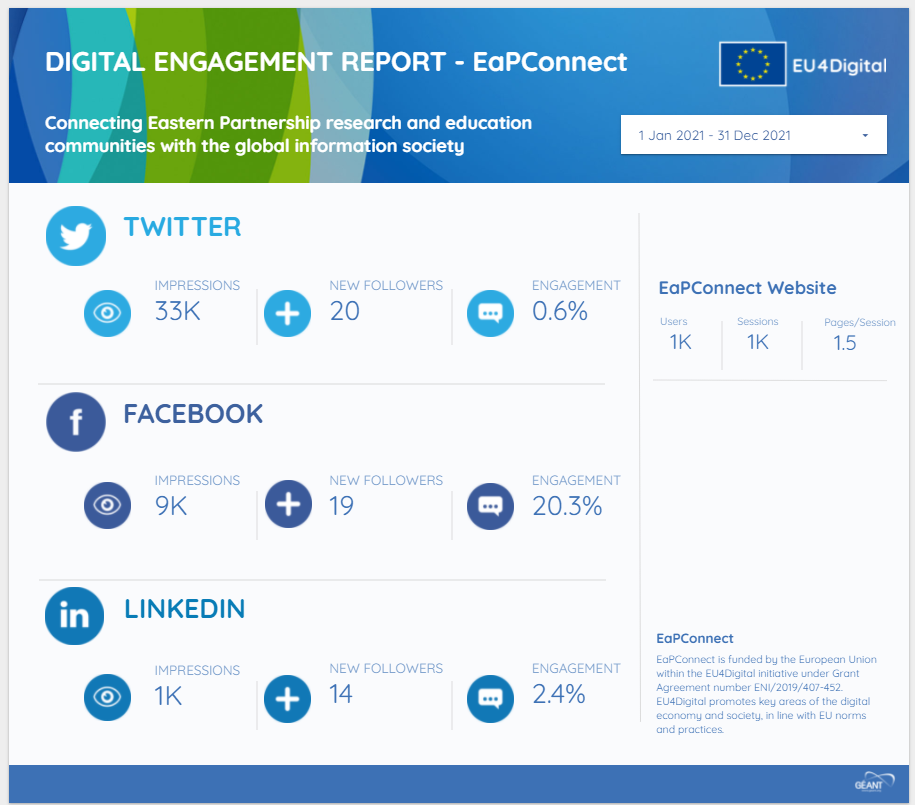 DIGITAL ENGAGEMENT REPORT - EaPConnect
EU4Digital
Connecting Eastern Partnership research and education
communities with the global information society
1 Jan 2021 - 31 Dec 2021
TWITTER
IMPRESSIONS
33K
NEW FOLLOWERS
20
ENGAGEMENT
0.6%
FACEBOOK
IMPRESSIONS
9K
NEW FOLLOWERS
19
ENGAGEMENT
20.3%
LINKEDIN
IMPRESSIONS
1K
NEW FOLLOWERS
14
ENGAGEMENT
2.4%
EaPConnect Website
Users
1K
Sessions
1K
Pages/Session
1.5
EaPConnect
EaPConnect is funded by the European Union
within the EU4Digital initiative under Grant
Agreement number ENI/2019/407-452.
EU4Digital promotes key areas of the digital
economy and society, in line with EU norms
and practices.
GÉANT